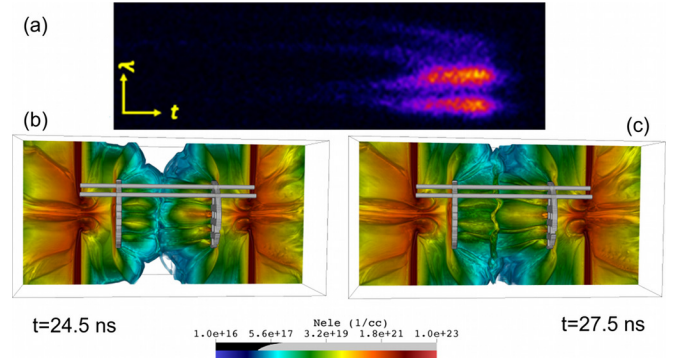 (a)
λ
t
(b)
(c)
t=24.5 ns
t=27.5 ns
Nele (1/cc)
1.0e+16 5.6e+17 3.2e+19 1.8e+21 1.0e+23